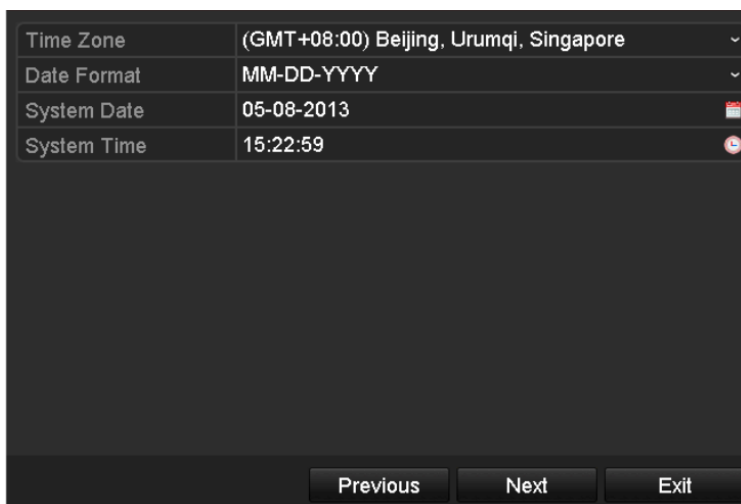 Time Zone (GMT+08:00) Beijing, Urumqi, Singapore
Date Format MM-DD-YYYY
System Date 05-08-2013
System Time 15:22:59
Previous Next Exit